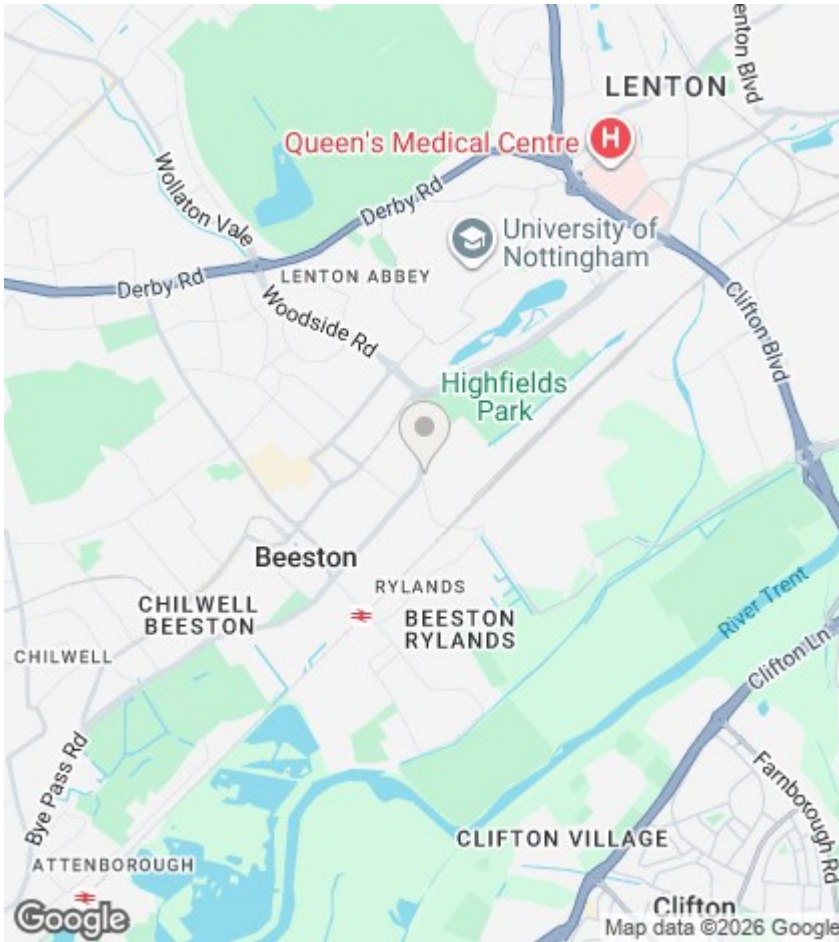 LENTON
enton Blvd
Queen's Medical Centre
H
Wollaton Vale
Derby Rd
University of
Nottingham
Derby Rd
LENTON ABBEY
Woodside Rd
Clifton Blvd
Highfields
Park
Beeston
RYLANDS
CHILWELL
BEESTON
BEESTON
RYLANDS
River Trent
CHILWELL
Clifton Ln
Bye Pass Rd
Farnborough Rd
CLIFTON VILLAGE
ATTENBOROUGH
Clifton
Google
Map data ©2026 Google